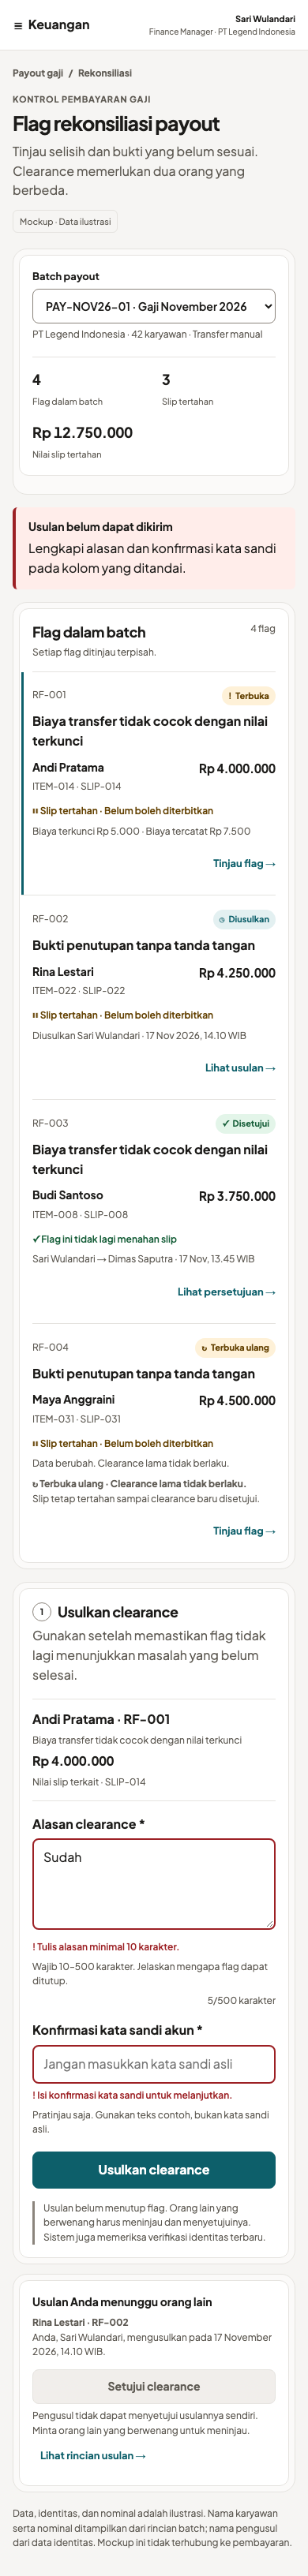 ≡ Keuangan
Sari Wulandari
Finance Manager · PT Legend Indonesia
Payout gaji / Rekonsiliasi
KONTROL PEMBAYARAN GAJI
Flag rekonsiliasi payout
Tinjau selisih dan bukti yang belum sesuai.
Clearance memerlukan dua orang yang
berbeda.
Mockup · Data ilustrasi
Batch payout
PAY-NOV26-01 · Gaji November 2026
PT Legend Indonesia · 42 karyawan · Transfer manual
4
Flag dalam batch
3
Slip tertahan
Rp 12.750.000
Nilai slip tertahan
Usulan belum dapat dikirim
Lengkapi alasan dan konfirmasi kata sandi
pada kolom yang ditandai.
Flag dalam batch
4 flag
Setiap flag ditinjau terpisah.
RF-001
! Terbuka
Biaya transfer tidak cocok dengan nilai
terkunci
Andi Pratama
Rp 4.000.000
ITEM-014 · SLIP-014
Slip tertahan · Belum boleh diterbitkan
Biaya terkunci Rp 5.000 · Biaya tercatat Rp 7.500
Tinjau flag →
RF-002
Diusulkan
Bukti penutupan tanpa tanda tangan
Rina Lestari
Rp 4.250.000
ITEM-022 · SLIP-022
Slip tertahan · Belum boleh diterbitkan
Diusulkan Sari Wulandari · 17 Nov 2026, 14.10 WIB
Lihat usulan →
RF-003
✓ Disetujui
Biaya transfer tidak cocok dengan nilai
terkunci
Budi Santoso
Rp 3.750.000
ITEM-008 · SLIP-008
✓ Flag ini tidak lagi menahan slip
Sari Wulandari → Dimas Saputra · 17 Nov, 13.45 WIB
Lihat persetujuan →
RF-004
↻ Terbuka ulang
Bukti penutupan tanpa tanda tangan
Maya Anggraini
Rp 4.500.000
ITEM-031 · SLIP-031
Slip tertahan · Belum boleh diterbitkan
Data berubah. Clearance lama tidak berlaku.
↻ Terbuka ulang · Clearance lama tidak berlaku.
Slip tetap tertahan sampai clearance baru disetujui.
Tinjau flag →
1 Usulkan clearance
Gunakan setelah memastikan flag tidak
lagi menunjukkan masalah yang belum
selesai.
Andi Pratama · RF-001
Biaya transfer tidak cocok dengan nilai terkunci
Rp 4.000.000
Nilai slip terkait · SLIP-014
Alasan clearance *
Sudah
! Tulis alasan minimal 10 karakter.
Wajib 10–500 karakter. Jelaskan mengapa flag dapat
ditutup.
5/500 karakter
Konfirmasi kata sandi akun *
Jangan masukkan kata sandi asli
! Isi konfirmasi kata sandi untuk melanjutkan.
Pratinjau saja. Gunakan teks contoh, bukan kata sandi
asli.
Usulkan clearance
Usulan belum menutup flag. Orang lain yang
berwenang harus meninjau dan menyetujuinya.
Sistem juga memeriksa verifikasi identitas terbaru.
Usulan Anda menunggu orang lain
Rina Lestari · RF-002
Anda, Sari Wulandari, mengusulkan pada 17 November
2026, 14.10 WIB.
Setujui clearance
Pengusul tidak dapat menyetujui usulannya sendiri.
Minta orang lain yang berwenang untuk meninjau.
Lihat rincian usulan →
Data, identitas, dan nominal adalah ilustrasi. Nama karyawan
serta nominal ditampilkan dari rincian batch; nama pengusul
dari data identitas. Mockup ini tidak terhubung ke pembayaran.